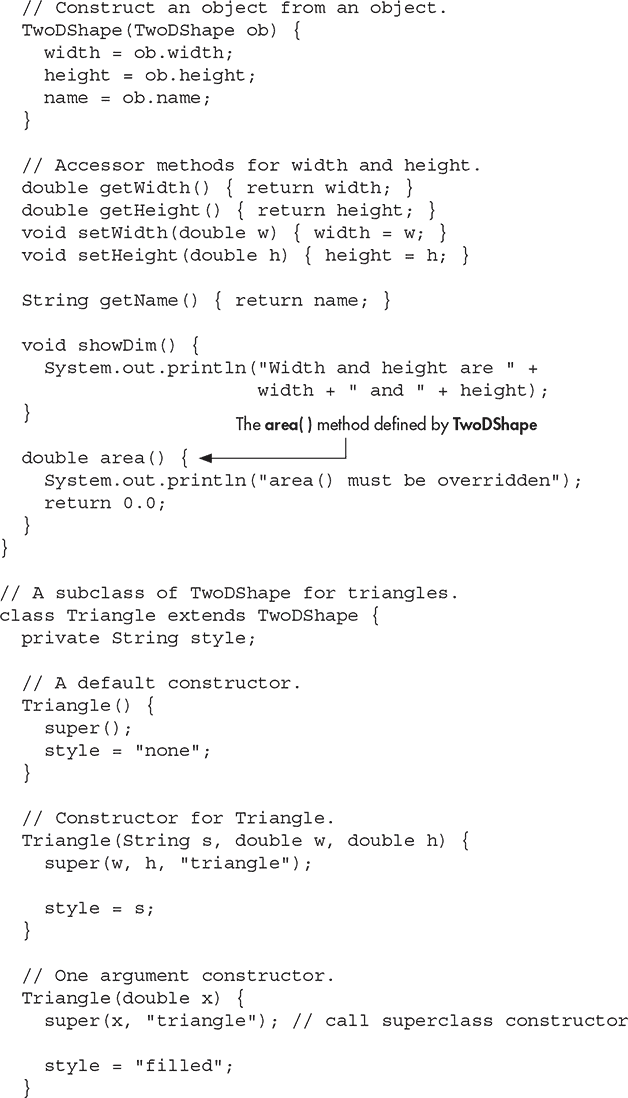 // Construct an object from an object.
  TwoDShape(TwoDShape ob) {
    width = ob.width;
    height = ob.height;
    name = ob.name;
  }

  // Accessor methods for width and height.
  double getWidth() { return width; }
  double getHeight() { return height; }
  void setWidth(double w) { width = w; }
  void setHeight(double h) { height = h; }

  String getName() { return name; }

  void showDim() {
    System.out.println("Width and height are " +
                       width + " and " + height);
  }
The area( ) method defined by TwoDShape
  double area() {
    System.out.println("area() must be overridden");
    return 0.0;
  }
}

// A subclass of TwoDShape for triangles.
class Triangle extends TwoDShape {
  private String style;

  // A default constructor.
  Triangle() {
    super();
    style = "none";
  }

  // Constructor for Triangle.
  Triangle(String s, double w, double h) {
    super(w, h, "triangle");

    style = s;
  }

  // One argument constructor.
  Triangle(double x) {
    super(x, "triangle"); // call superclass constructor

    style = "filled";
  }